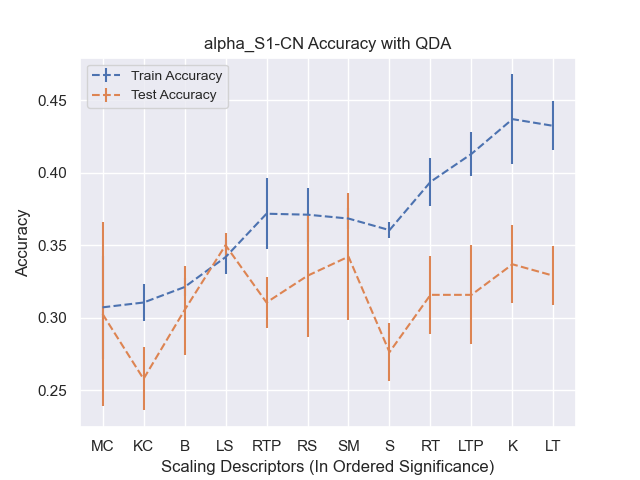 alpha_S1-CN Accuracy with QDA
Train Accuracy
Test Accuracy
0.45
0.40
0.35
0.30
0.25
Accuracy
MC KC B LS RTP RS SM S RT LTP K LT
Scaling Descriptors (In Ordered Significance)